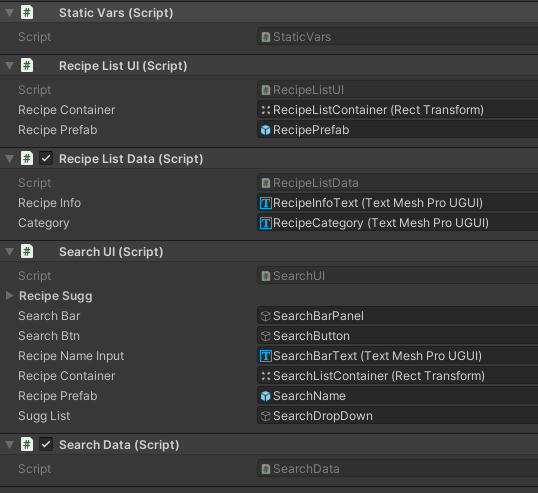 Static Vars (Script)
Script StaticVars
Recipe List UI (Script)
Script RecipeListUI
Recipe Container RecipeListContainer (Rect Transform)
Recipe Prefab RecipePrefab
Recipe List Data (Script)
Script RecipeListData
Recipe Info RecipeInfoText (Text Mesh Pro UGUI)
Category RecipeCategory (Text Mesh Pro UGUI)
Search UI (Script)
Script SearchUI
Recipe Sugg
Search Bar SearchBarPanel
Search Btn SearchButton
Recipe Name Input SearchBarText (Text Mesh Pro UGUI)
Recipe Container SearchListContainer (Rect Transform)
Recipe Prefab SearchName
Sugg List SearchDropDown
Search Data (Script)
Script SearchData